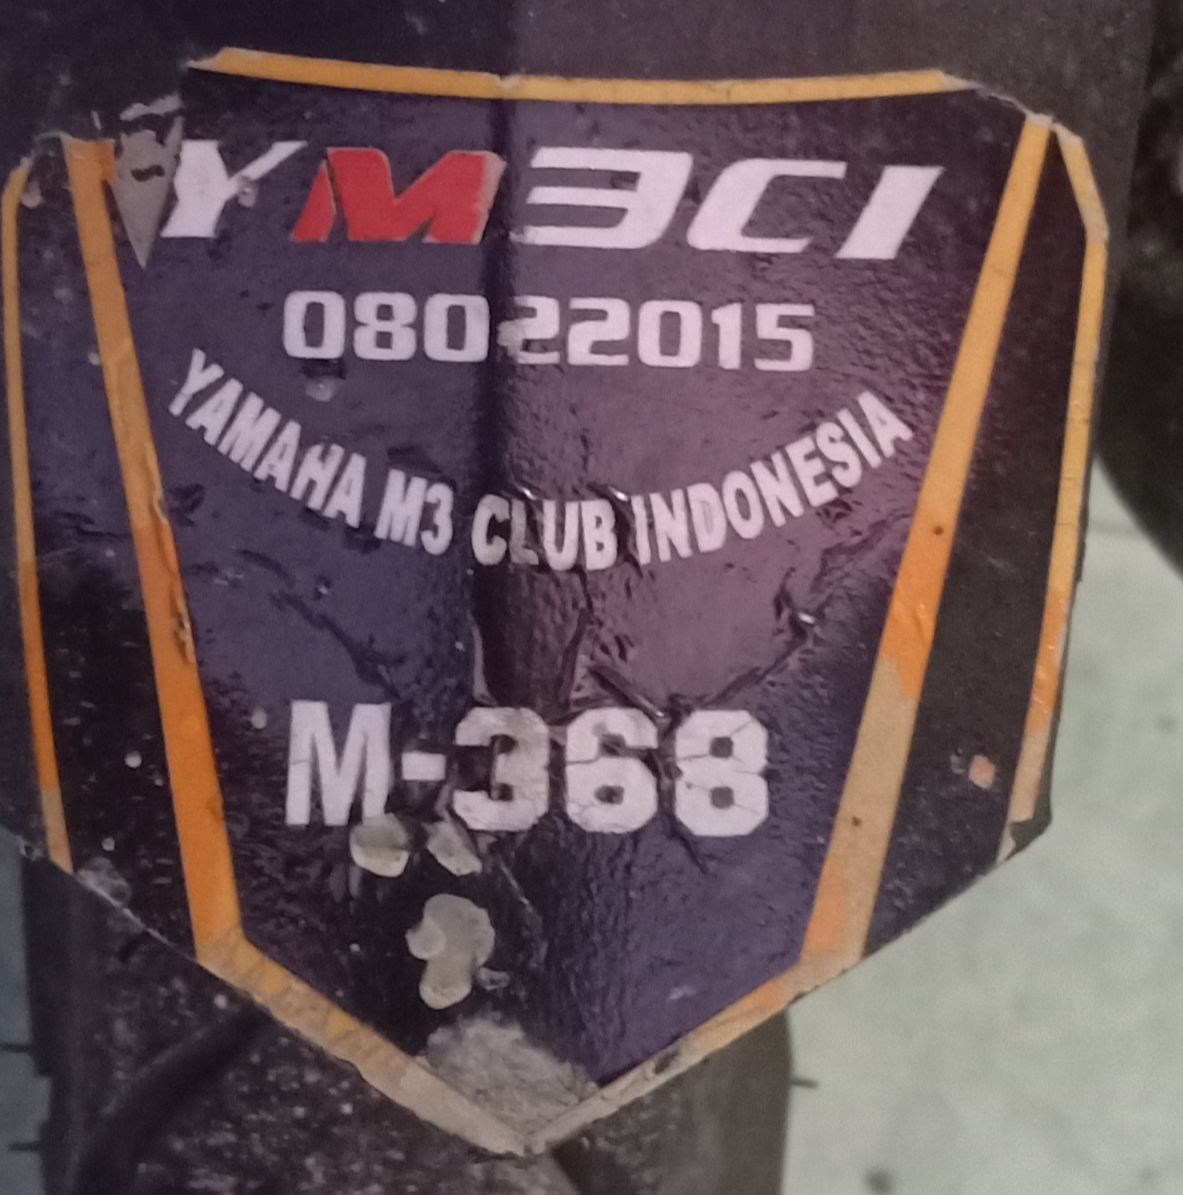 YM3CI
08022015
YAMAHA M3 CLUB INDONESIA
M-368